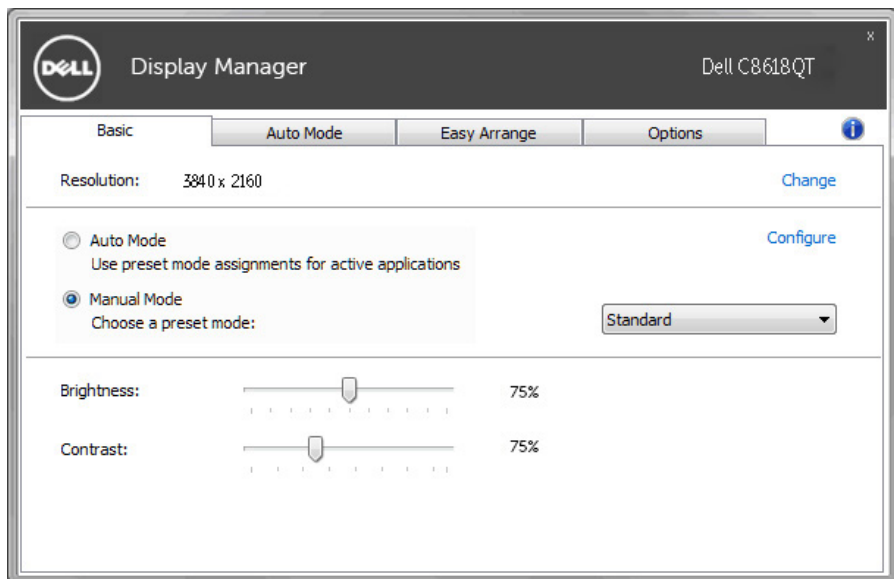 DELL
Display Manager
Dell C8618QT
x
Basic
Auto Mode
Easy Arrange
Options
i
Resolution: 3840 x 2160
Change
Auto Mode
Configure
Use preset mode assignments for active applications
Manual Mode
Choose a preset mode:
Standard
Brightness: 75%
Contrast: 75%